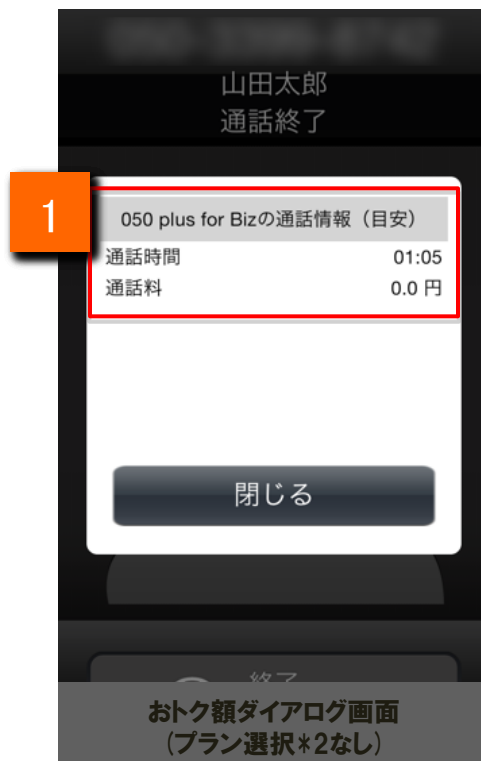 山田太郎
通話終了
1
050 plus for Bizの通話情報（目安）
通話時間 01:05
通話料 0.0 円
閉じる
終了
おトク額ダイアログ画面
(プラン選択*2なし)